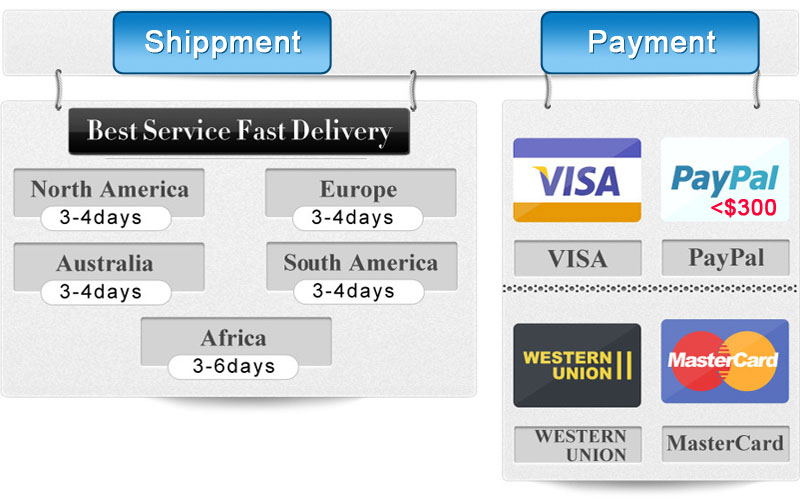 Shippment
Payment
Best Service Fast Delivery
North America
3-4days
Europe
3-4days
Australia
3-4days
South America
3-4days
Africa
3-6days
VISA
PayPal
<$300
VISA
PayPal
WESTERN
UNION
MasterCard
WESTERN
UNION
MasterCard